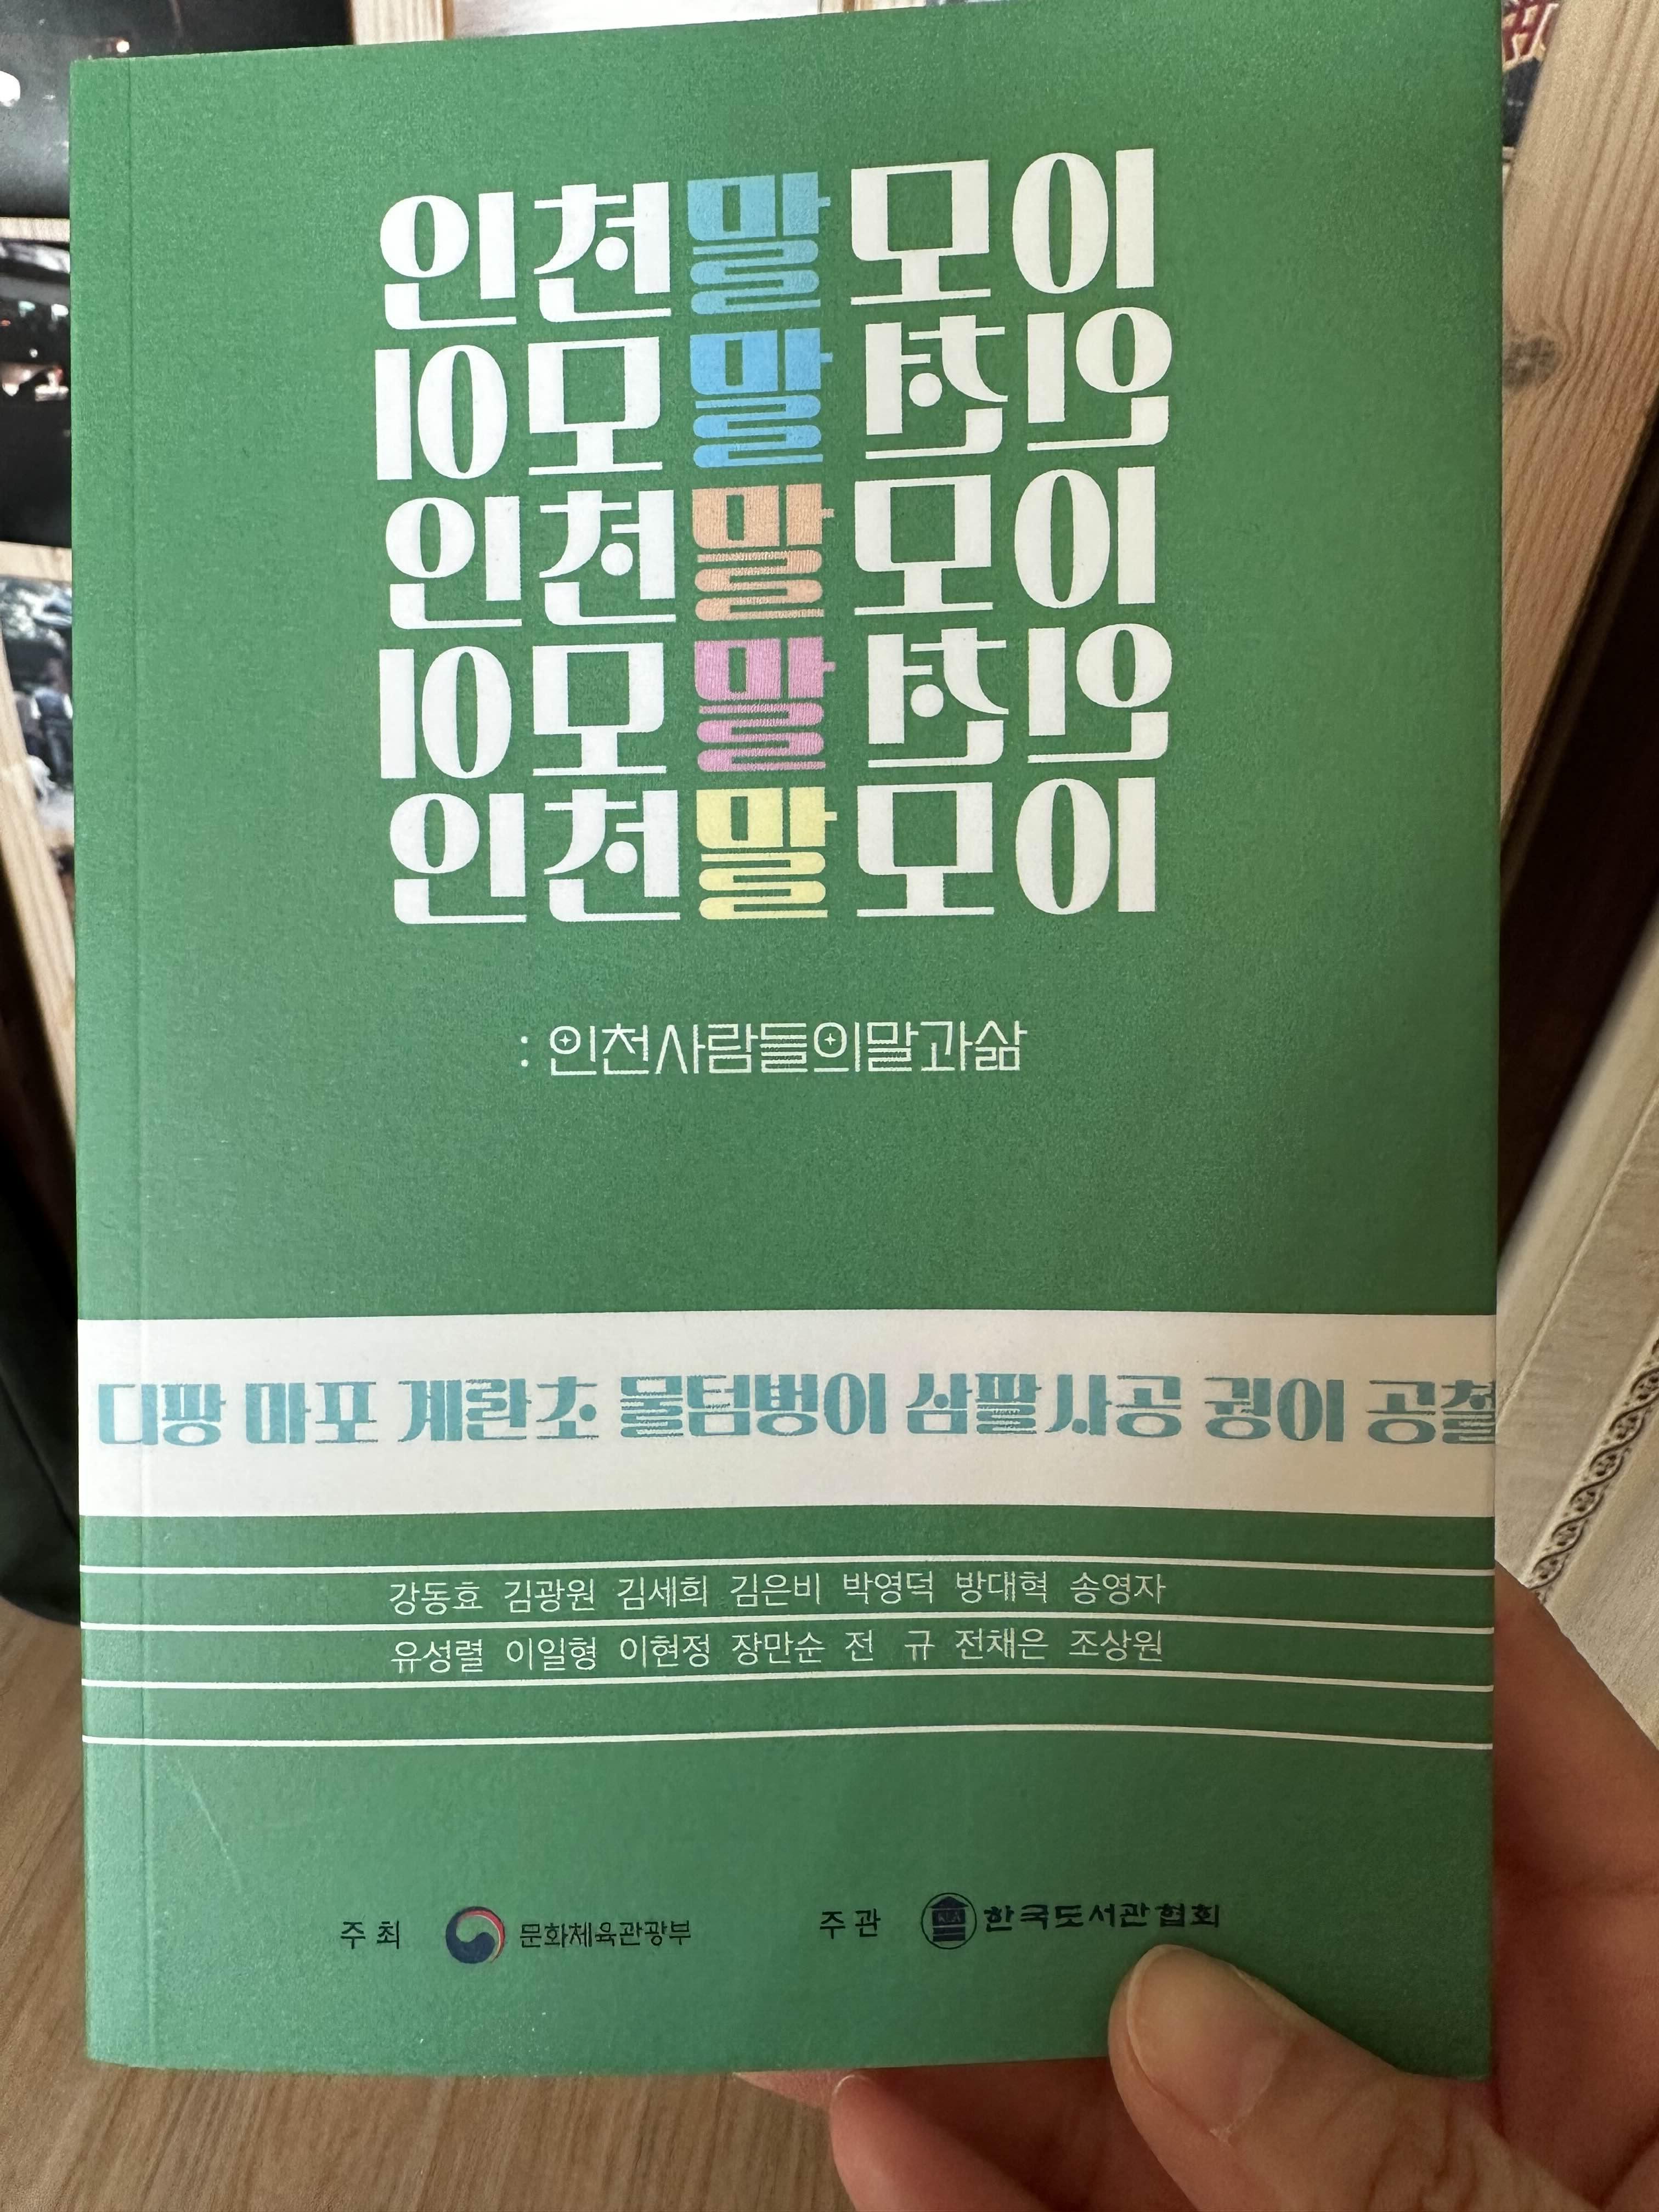 인천말모이
이모말천인
인천말모이
이모말천인
인천말모이
: 인천사람들의말과삶
디팡 마포 계란초 물텀벙이 삼팔사공 궝이 공출
강동효 김광원 김세희 김은비 박영덕 방대혁 송영자
유성렬 이일형 이현정 장만순 전 규 전채은 조상원
주최 문화체육관광부 주관 KLA 한국도서관협회